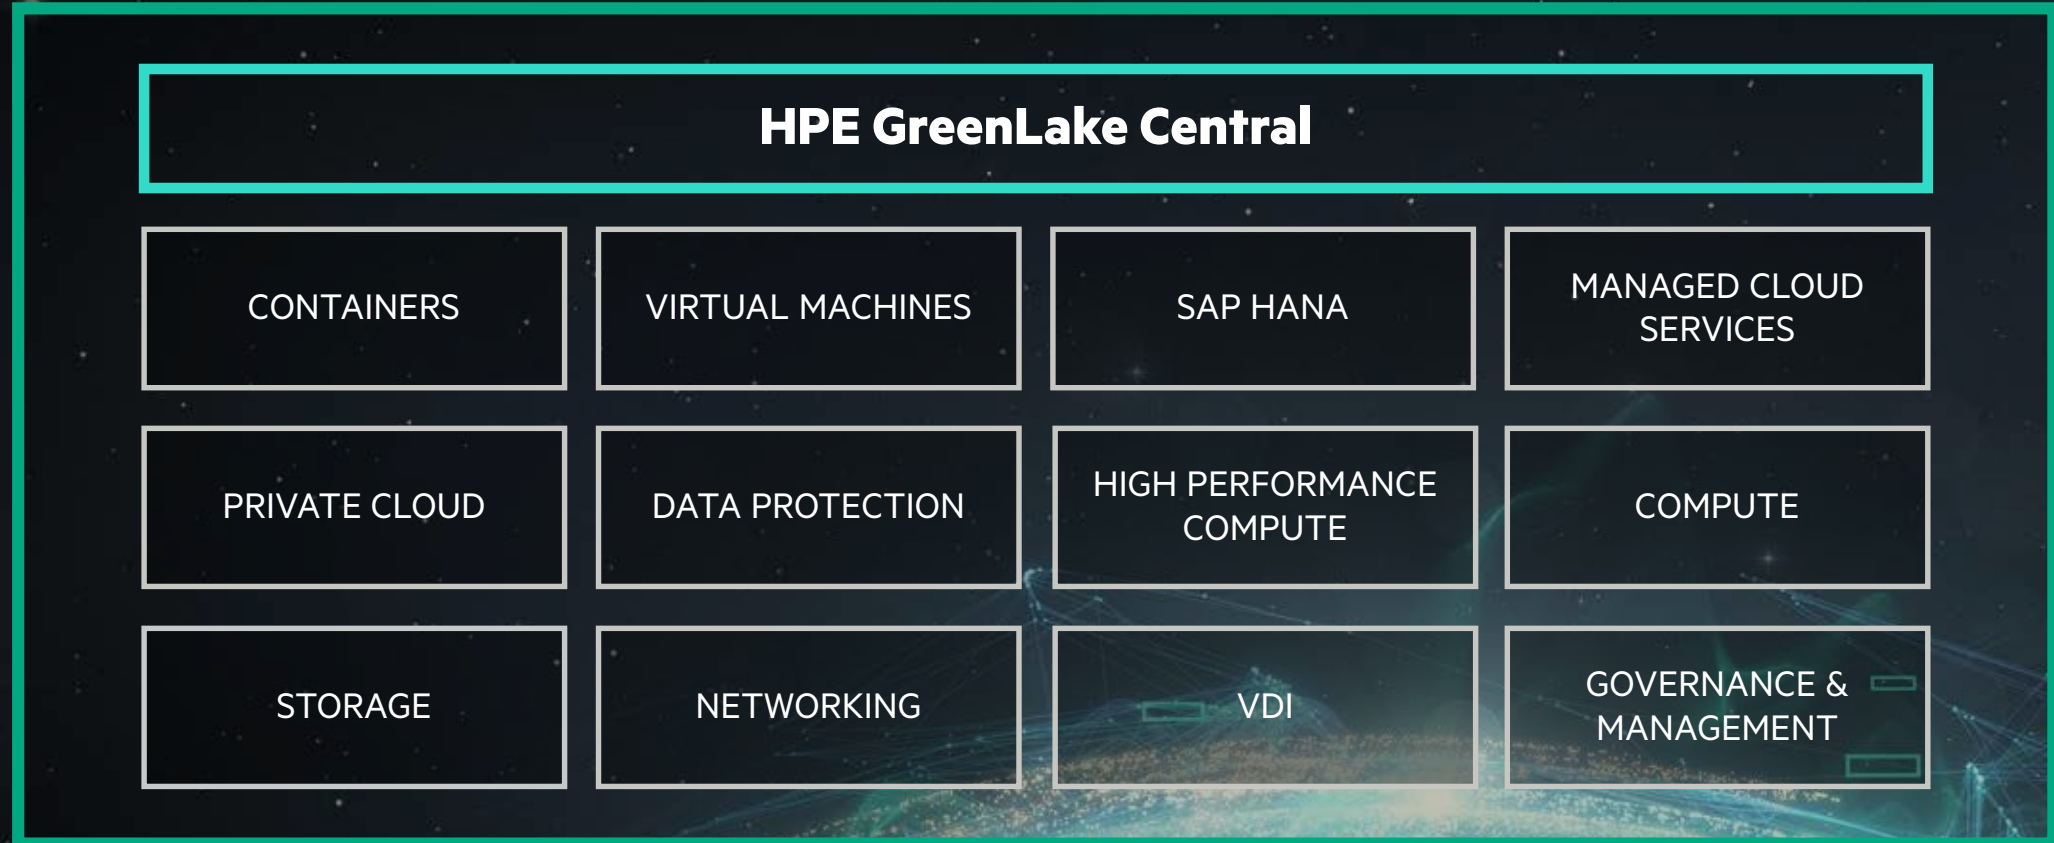 HPE GreenLake Central
CONTAINERS
VIRTUAL MACHINES
SAP HANA
MANAGED CLOUD
SERVICES
PRIVATE CLOUD
DATA PROTECTION
HIGH PERFORMANCE
COMPUTE
COMPUTE
STORAGE
NETWORKING
VDI
GOVERNANCE &
MANAGEMENT